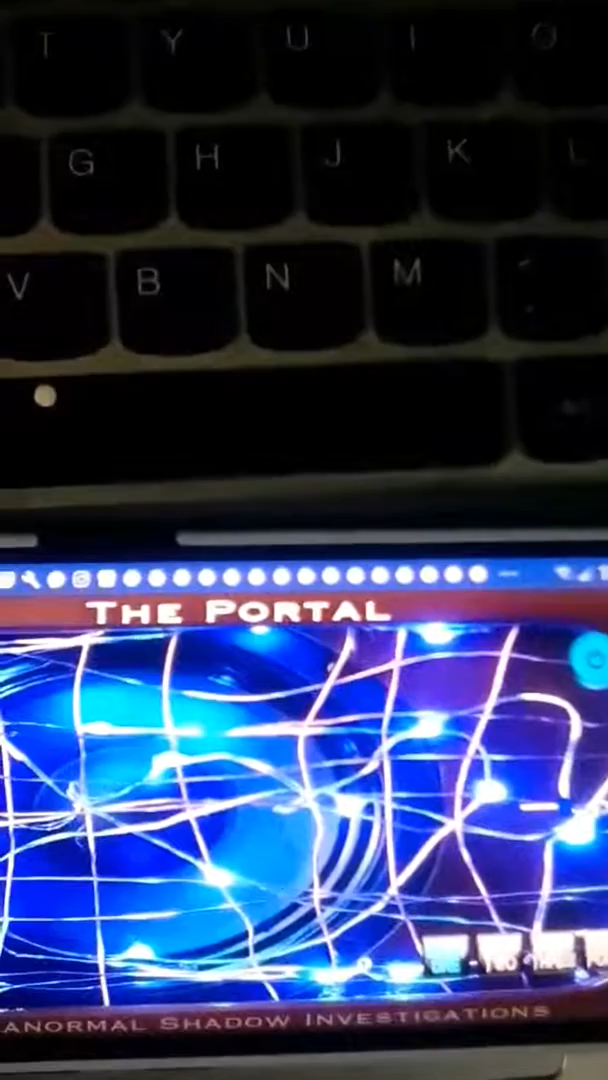 T Y U I O
G H J K L
V B N M
THE PORTAL
ANORMAL SHADOW INVESTIGATIONS